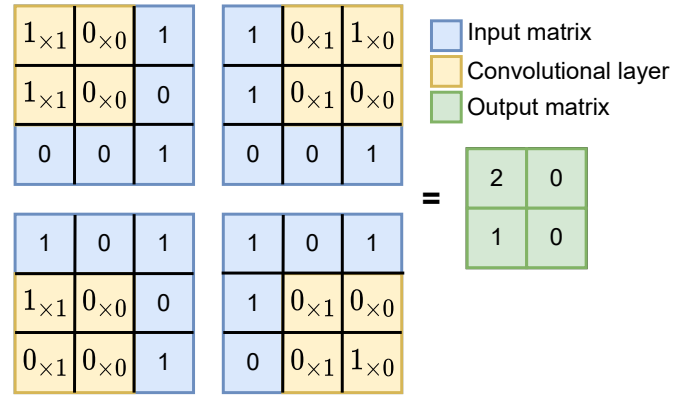 1×1 0×0 1
1×1 0×0 0
0 0 1
1 0×1 1×0
1 0×1 0×0
0 0 1
Input matrix
Convolutional layer
Output matrix
1 0 1
1×1 0×0 0
0×1 0×0 1
1 0 1
1 0×1 0×0
0 0×1 1×0
=
2 0
1 0